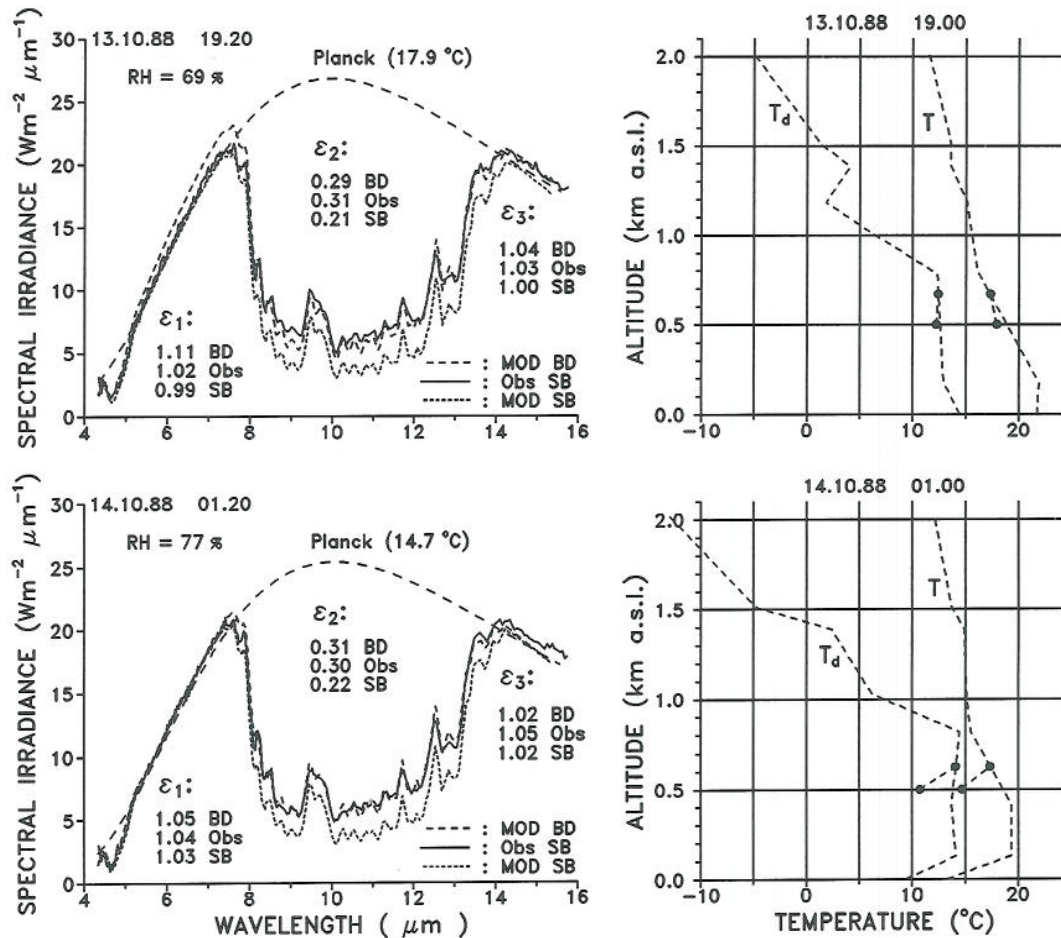 13.10.88 19.20
RH = 69 %
Planck (17.9 °C)
ε2:
0.29 BD
0.31 Obs
0.21 SB
ε3:
1.04 BD
1.03 Obs
1.00 SB
ε1:
1.11 BD
1.02 Obs
0.99 SB
: MOD BD
: Obs SB
: MOD SB
SPECTRAL IRRADIANCE (Wm⁻² μm⁻¹)
30
25
20
15
10
5
0
4 6 8 10 12 14 16
13.10.88 19.00
Td
T
ALTITUDE (km a.s.l.)
2.0
1.5
1.0
0.5
0.0
−10 0 10 20
14.10.88 01.20
RH = 77 %
Planck (14.7 °C)
ε2:
0.31 BD
0.30 Obs
0.22 SB
ε3:
1.02 BD
1.05 Obs
1.02 SB
ε1:
1.05 BD
1.04 Obs
1.03 SB
: MOD BD
: Obs SB
: MOD SB
SPECTRAL IRRADIANCE (Wm⁻² μm⁻¹)
30
25
20
15
10
5
0
4 6 8 10 12 14 16
WAVELENGTH ( μm)
14.10.88 01.00
T
Td
ALTITUDE (km a.s.l.)
2.0
1.5
1.0
0.5
0.0
−10 0 10 20
TEMPERATURE (°C)